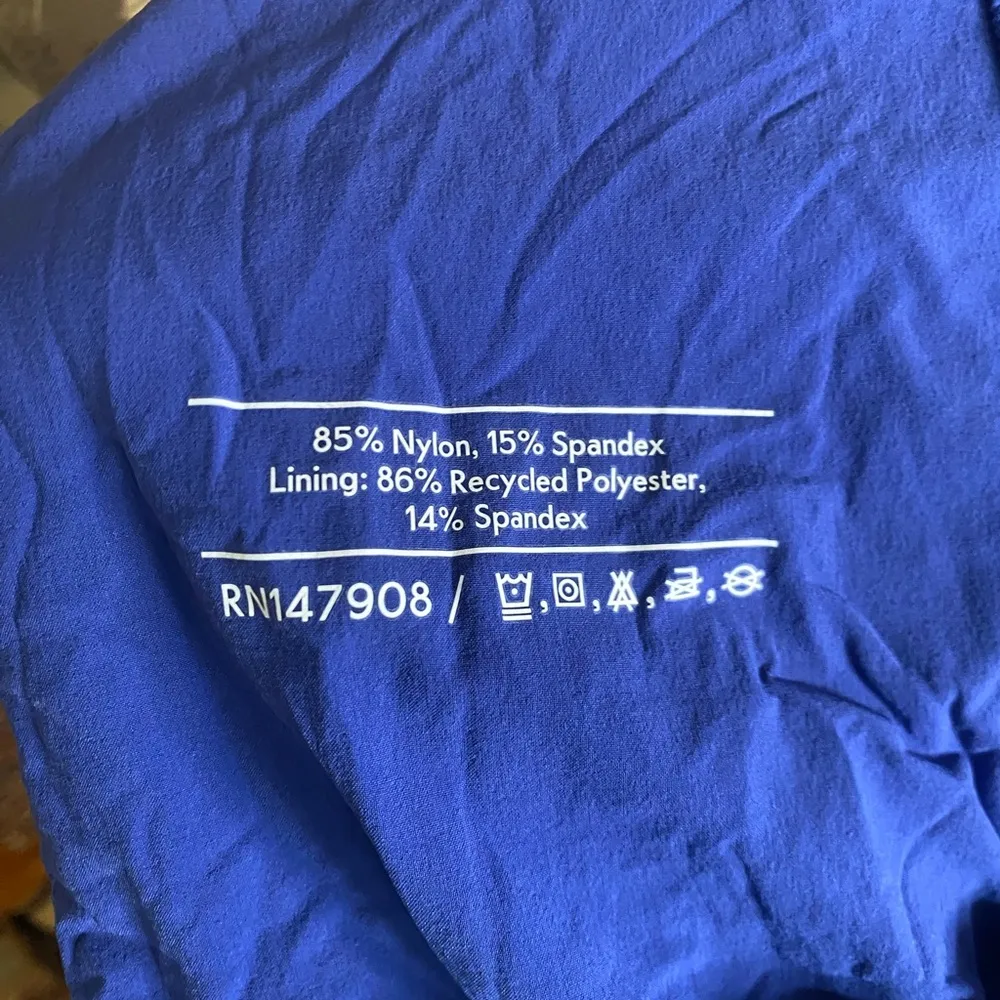 85% Nylon, 15% Spandex
Lining: 86% Recycled Polyester,
14% Spandex
RN147908 /